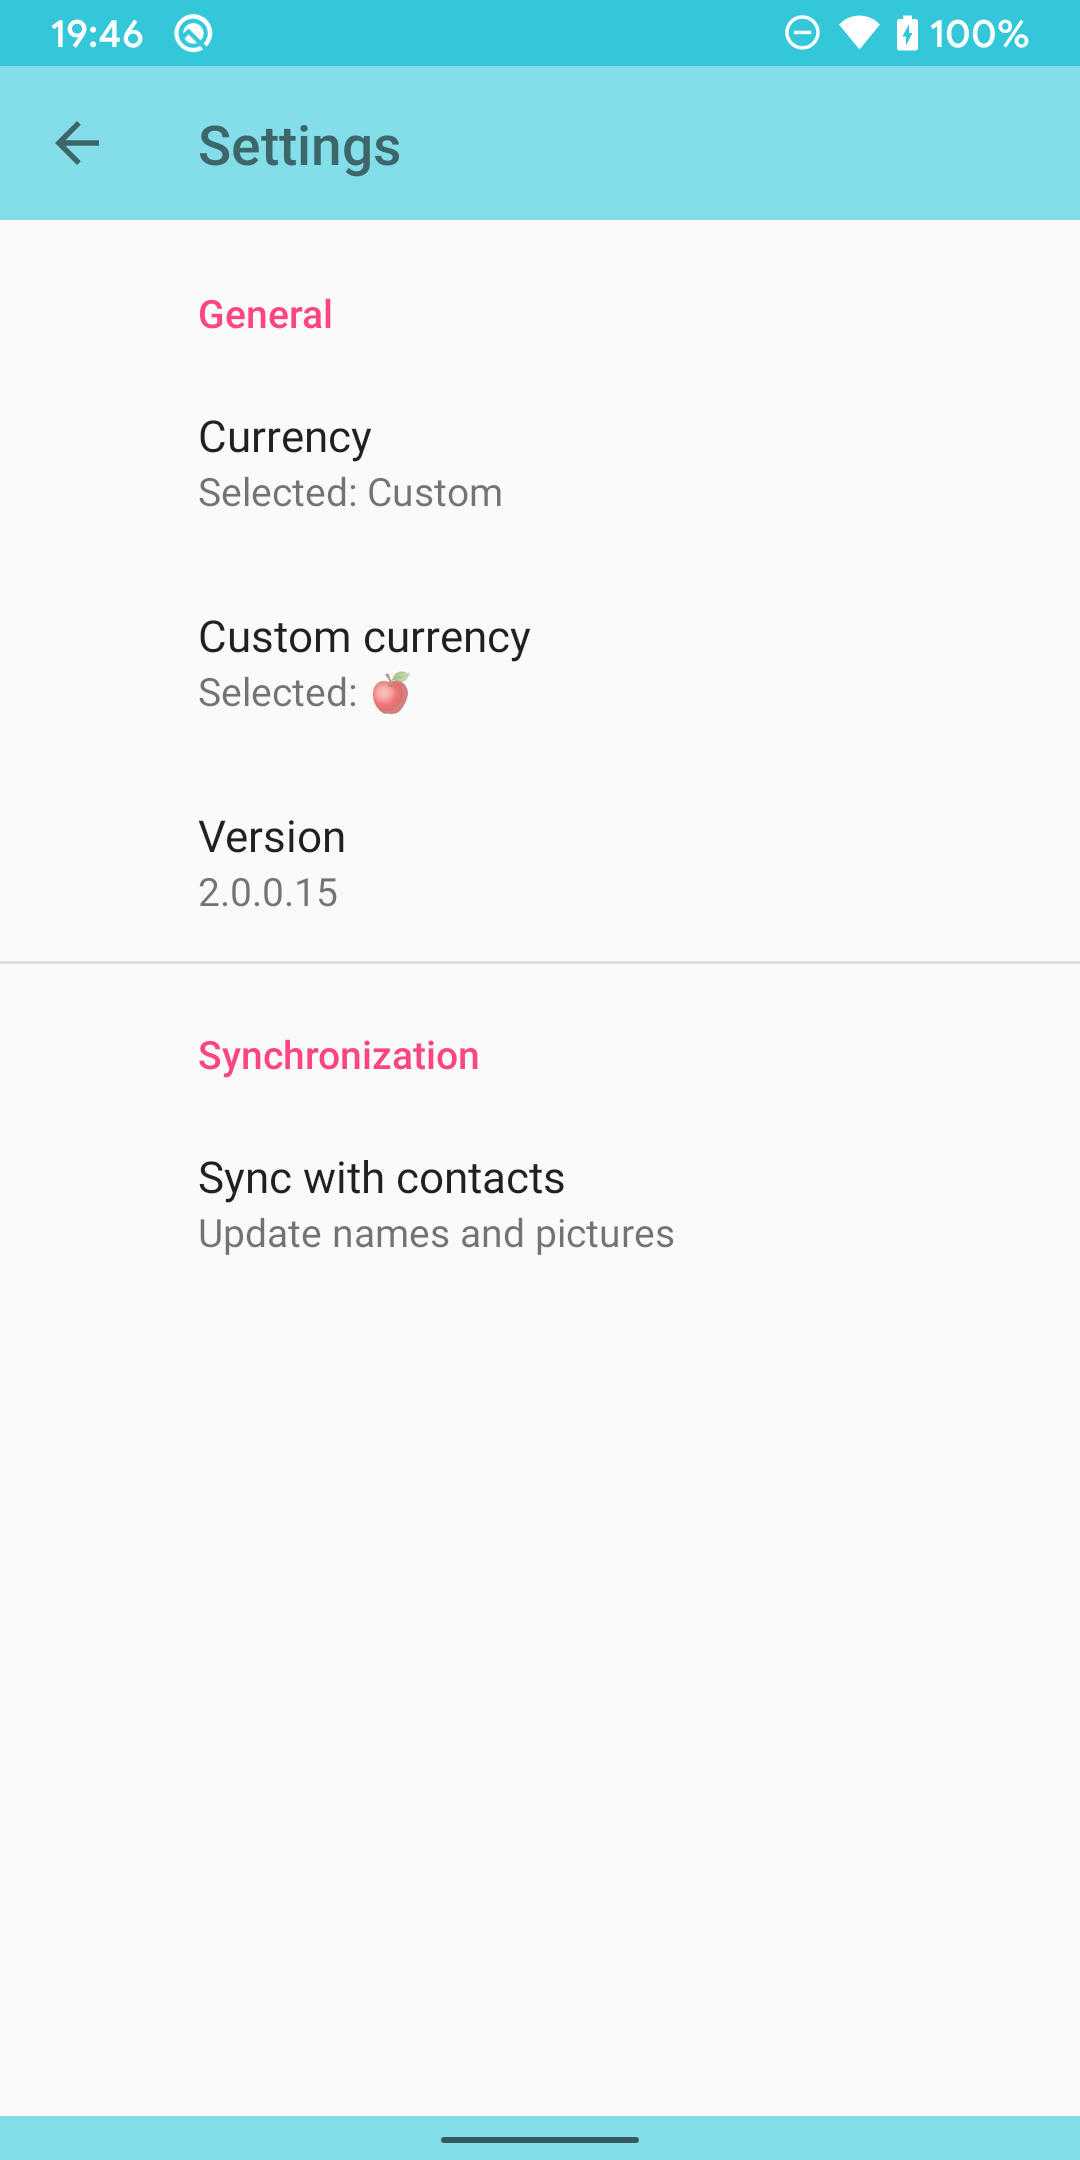 19:46 100%
Settings
General
Currency
Selected: Custom
Custom currency
Selected: 🍎
Version
2.0.0.15
Synchronization
Sync with contacts
Update names and pictures